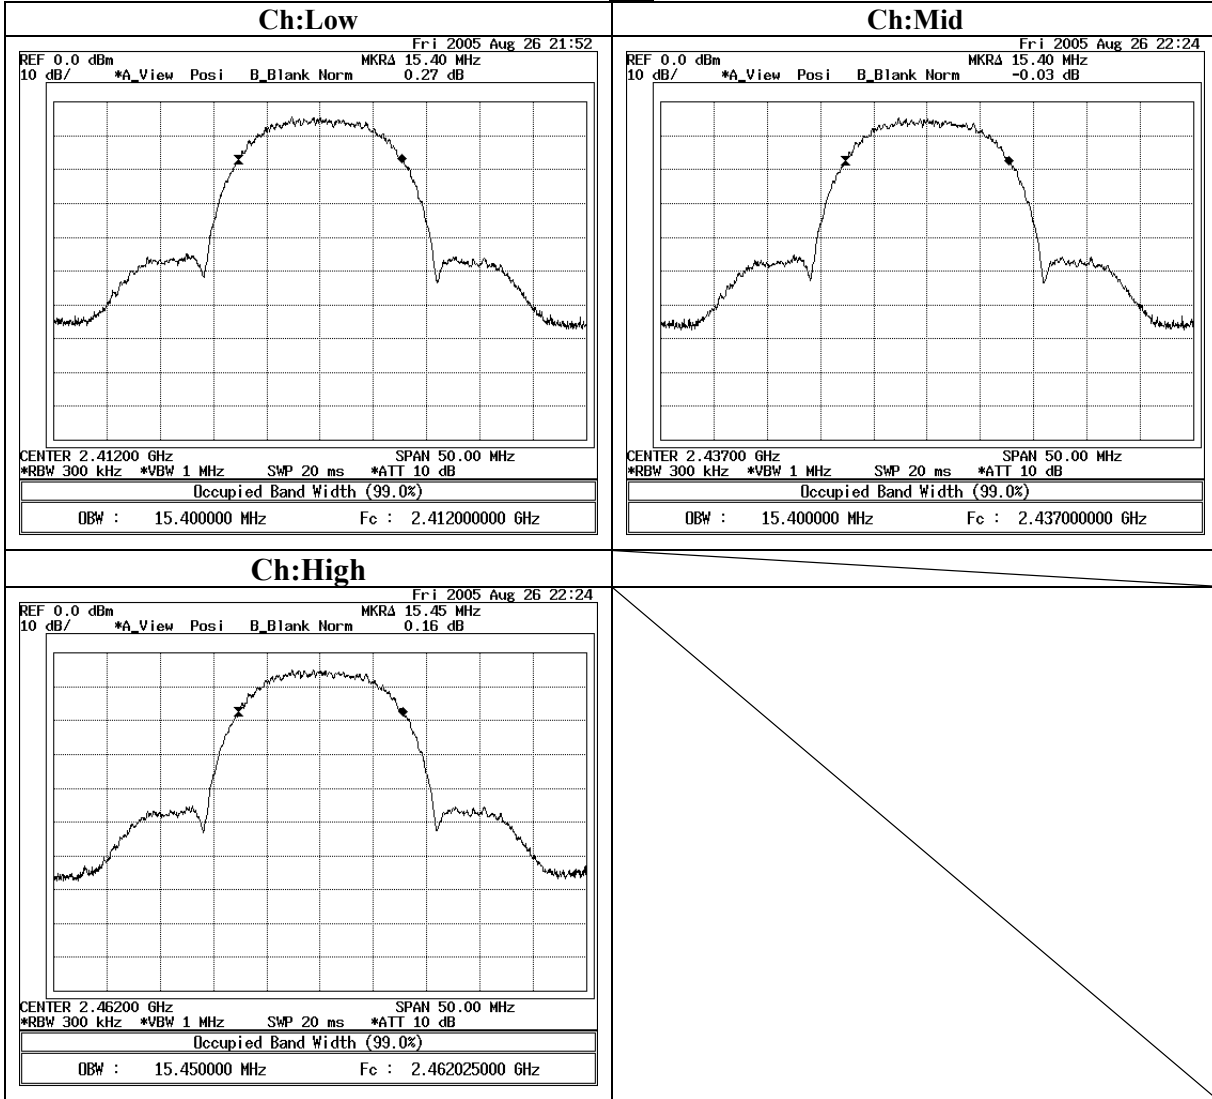 Ch:Low
Fri 2005 Aug 26 21:52
REF 0.0 dBm MKRΔ 15.40 MHz
10 dB/ *A_View Posi B_Blank Norm 0.27 dB
CENTER 2.41200 GHz SPAN 50.00 MHz
*RBW 300 kHz *VBW 1 MHz SWP 20 ms *ATT 10 dB
Occupied Band Width (99.0%)
OBW : 15.400000 MHz Fc : 2.412000000 GHz
Ch:Mid
Fri 2005 Aug 26 22:24
REF 0.0 dBm MKRΔ 15.40 MHz
10 dB/ *A_View Posi B_Blank Norm -0.03 dB
CENTER 2.43700 GHz SPAN 50.00 MHz
*RBW 300 kHz *VBW 1 MHz SWP 20 ms *ATT 10 dB
Occupied Band Width (99.0%)
OBW : 15.400000 MHz Fc : 2.437000000 GHz
Ch:High
Fri 2005 Aug 26 22:24
REF 0.0 dBm MKRΔ 15.45 MHz
10 dB/ *A_View Posi B_Blank Norm 0.16 dB
CENTER 2.46200 GHz SPAN 50.00 MHz
*RBW 300 kHz *VBW 1 MHz SWP 20 ms *ATT 10 dB
Occupied Band Width (99.0%)
OBW : 15.450000 MHz Fc : 2.462025000 GHz